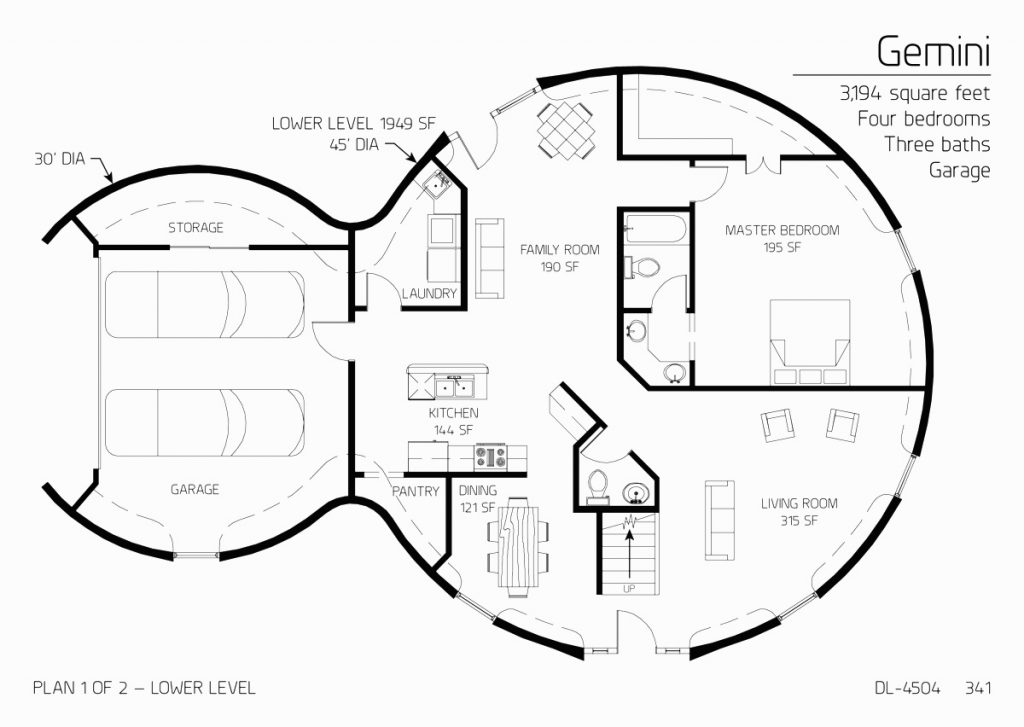 Gemini
3,194 square feet
Four bedrooms
Three baths
Garage
LOWER LEVEL 1949 SF
45' DIA
30' DIA
STORAGE
FAMILY ROOM
190 SF
MASTER BEDROOM
195 SF
LAUNDRY
KITCHEN
144 SF
GARAGE
PANTRY
DINING
121 SF
LIVING ROOM
315 SF
UP
PLAN 1 OF 2 – LOWER LEVEL
DL-4504 341